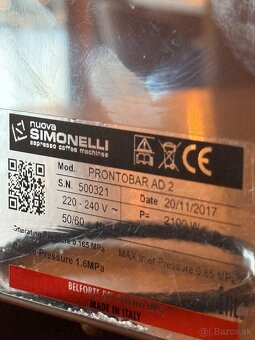 nuova
SIMONELLI
espresso coffee machines
Mod. PRONTOBAR AD 2
S.N. 500321 Date 20/11/2017
220 - 240 V ~ P= 2100 W
50/60
Operating Pressure 0.165 MPa
Pressure 1.6MPa MAX Inlet Pressure 0.65 MPa
BELFORTE DEL
MADE IN ITALY
Bazos.sk